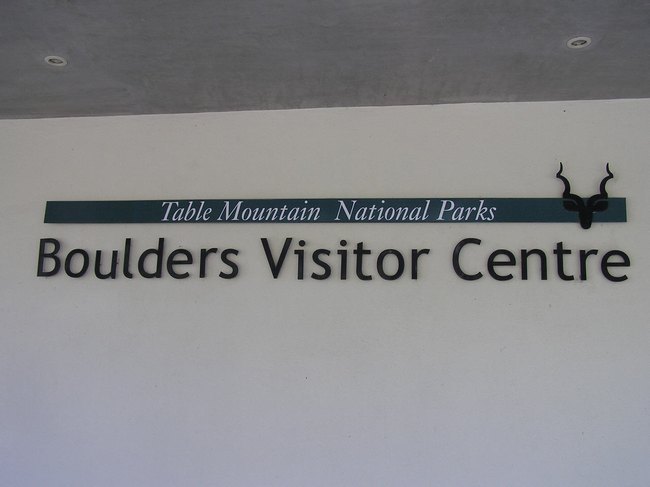 Table Mountain National Parks
Boulders Visitor Centre